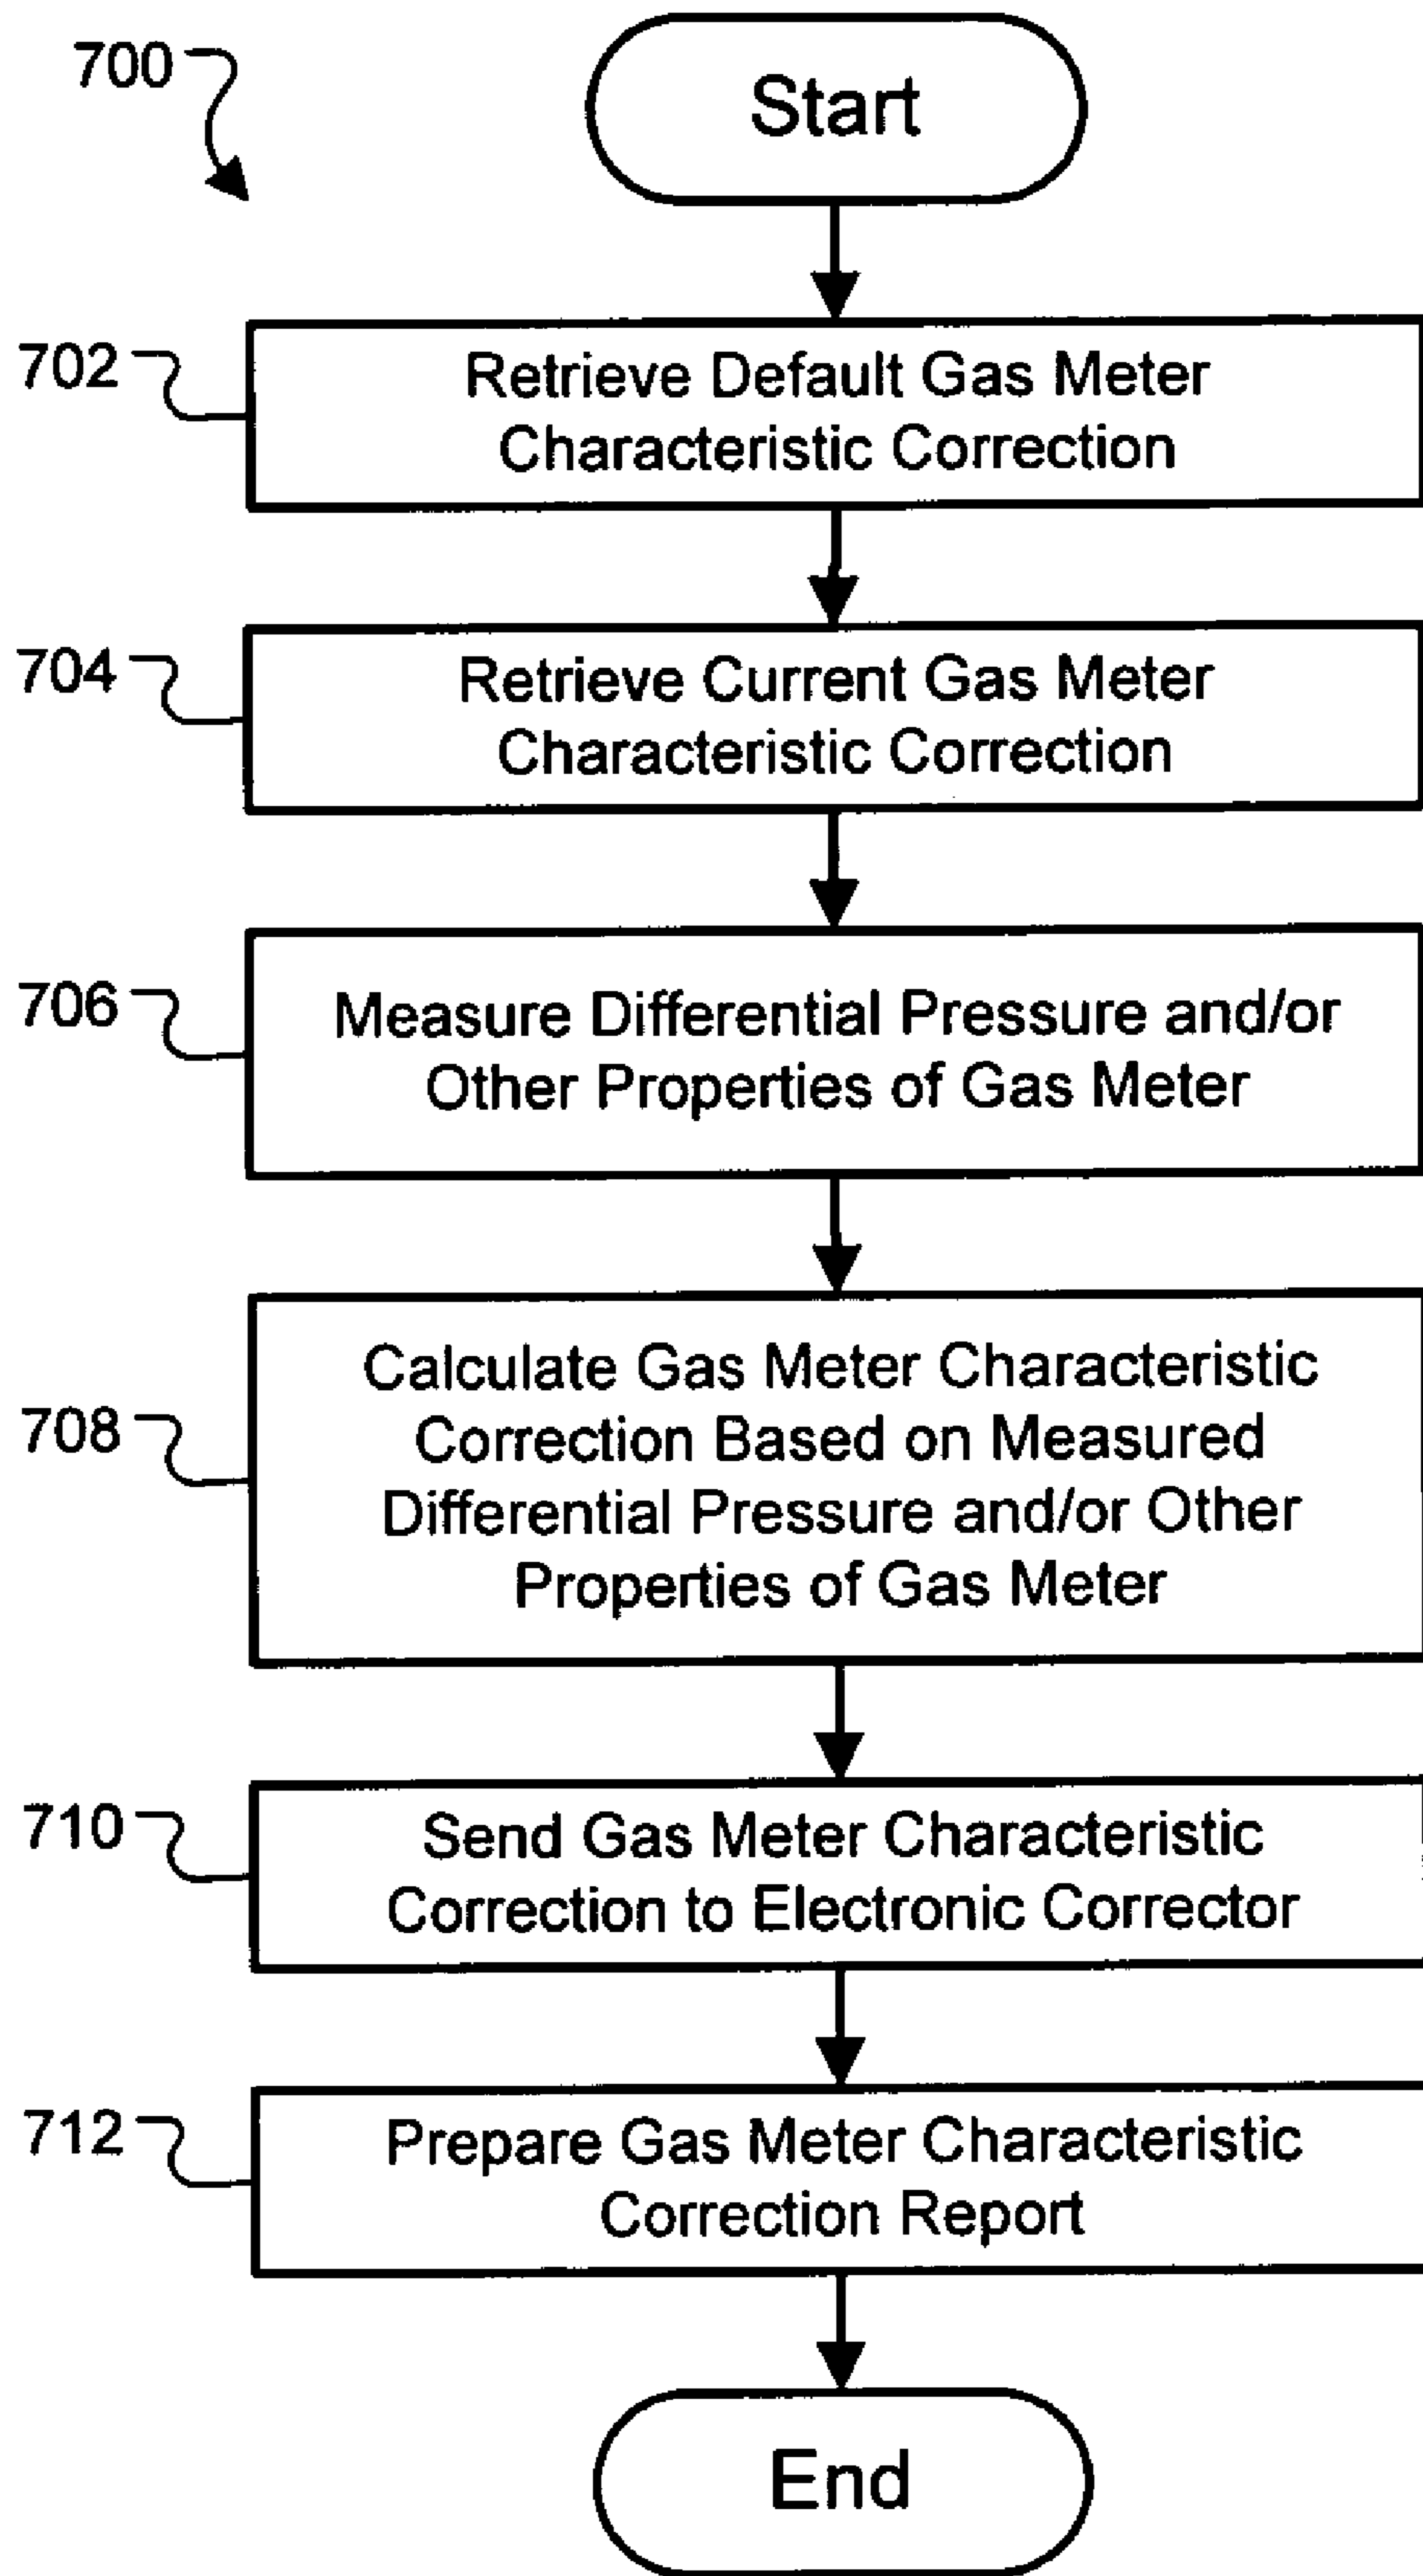 700
Start
702
Retrieve Default Gas Meter
Characteristic Correction
704
Retrieve Current Gas Meter
Characteristic Correction
706
Measure Differential Pressure and/or
Other Properties of Gas Meter
708
Calculate Gas Meter Characteristic
Correction Based on Measured
Differential Pressure and/or Other
Properties of Gas Meter
710
Send Gas Meter Characteristic
Correction to Electronic Corrector
712
Prepare Gas Meter Characteristic
Correction Report
End